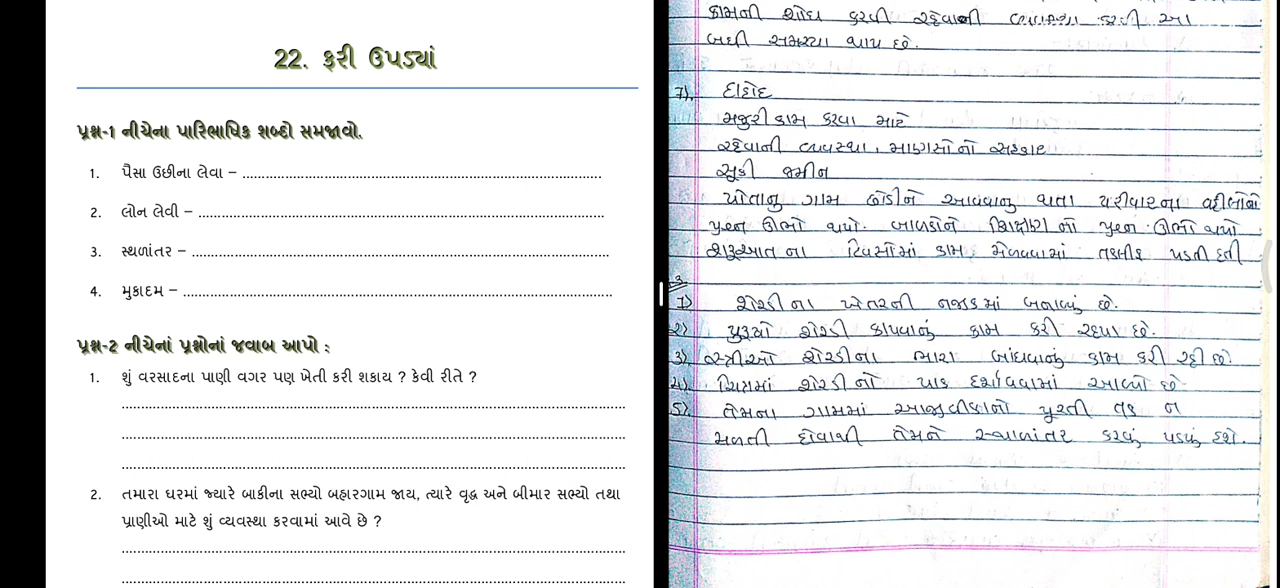 22. ફરી ઉપડ્યાં
પ્રશ્ન-1 નીચેના પારિભાષિક શબ્દો સમજાવો.
1. પૈસા ઉછીના લેવા – ........................................................................
2. લોન લેવી – ........................................................................
3. સ્થળાંતર – ........................................................................
4. મુકાદમ – ........................................................................
પ્રશ્ન-2 નીચેનાં પ્રશ્નોનાં જવાબ આપો :
1. શું વરસાદના પાણી વગર પણ ખેતી કરી શકાય ? કેવી રીતે ?
2. તમારા ઘરમાં જ્યારે બાકીના સભ્યો બહારગામ જાય, ત્યારે વૃદ્ધ અને બીમાર સભ્યો તથા
પ્રાણીઓ માટે શું વ્યવસ્થા કરવામાં આવે છે ?
કામની શોધ કરવી રહેવાની વ્યવસ્થા કરવી આ
બધી સમસ્યા થાય છે.
7). દાહોદ
મજુરીકામ કરવા માટે
રહેવાની વ્યવસ્થા, માણસોનો સહકાર
સૂકી જમીન
પોતાનુ ગામ છોડીને આવવાનુ થતા પરીવારના વડીલોનો
પ્રશ્ન ઊભો થયો. બાળકોને શિક્ષણ નો પ્રશ્ન ઊભો થયો
શરૂઆત ના દિવસોમાં કામ મેળવવામાં તકલીફ પડતી હતી
3
1) શેરડી ના ખેતરની નજીકમાં બનાવ્યું છે.
2) પુરૂષો શેરડી કાપવાનું કામ કરી રહ્યા છે.
3) સ્ત્રીઓ શેરડીના ભારા બાંધવાનું કામ કરી રહી છે
4) ચિત્રમાં શેરડી નો પાક દર્શાવવામાં આવ્યો છે
5) તેમના ગામમાં આજીવીકાનો પુરતી તક ન
મળતી હોવાથી તેમને સ્થાળાંતર કરવું પડ્યું હશે.